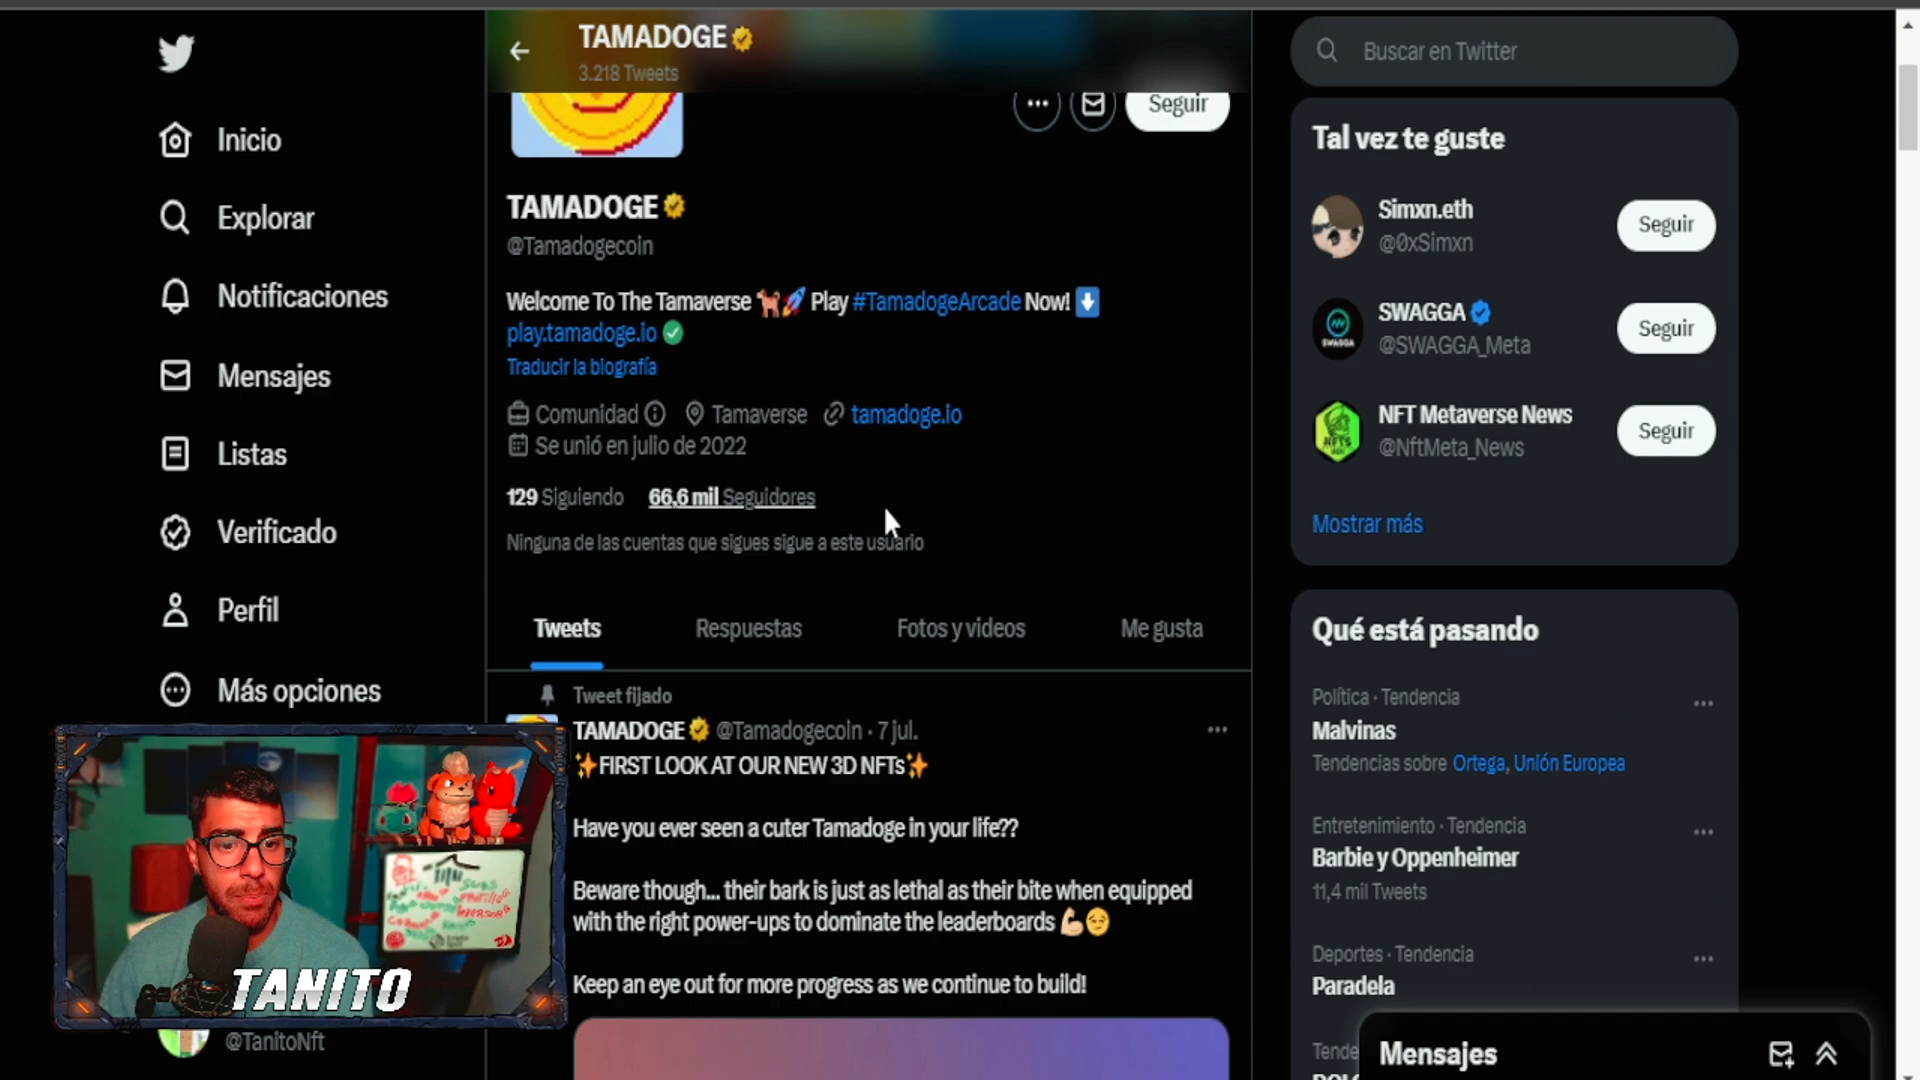 TAMADOGE
3.218 Tweets
Buscar en Twitter
Inicio
Explorar
Notificaciones
Mensajes
Listas
Verificado
Perfil
Más opciones
@TanitoNft
TANITO
Seguir
TAMADOGE
@Tamadogecoin
Welcome To The Tamaverse 🐕🚀 Play #TamadogeArcade Now! ⬇️
play.tamadoge.io ✅
Traducir la biografía
Comunidad Tamaverse tamadoge.io
Se unió en julio de 2022
129 Siguiendo 66,6 mil Seguidores
Ninguna de las cuentas que sigues sigue a este usuario
Tweets Respuestas Fotos y videos Me gusta
Tweet fijado
TAMADOGE @Tamadogecoin · 7 jul.
✨FIRST LOOK AT OUR NEW 3D NFTs✨
Have you ever seen a cuter Tamadoge in your life??
Beware though... their bark is just as lethal as their bite when equipped
with the right power-ups to dominate the leaderboards 💪😏
Keep an eye out for more progress as we continue to build!
Tal vez te guste
Simxn.eth
@0xSimxn
Seguir
SWAGGA
@SWAGGA_Meta
Seguir
NFT Metaverse News
@NftMeta_News
Seguir
Mostrar más
Qué está pasando
Política · Tendencia
Malvinas
Tendencias sobre Ortega, Unión Europea
Entretenimiento · Tendencia
Barbie y Oppenheimer
11,4 mil Tweets
Deportes · Tendencia
Paradela
Mensajes